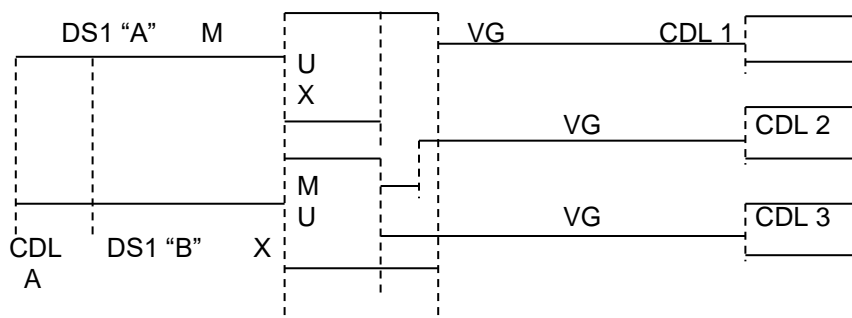 DS1 “A” M
VG CDL 1
U
X
VG CDL 2
M
U
VG CDL 3
CDL DS1 “B” X
A